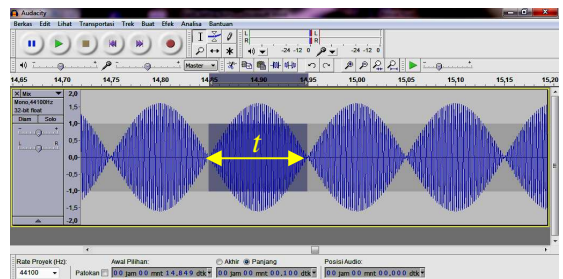 Audacity
Berkas Edit Lihat Transportasi Trek Buat Efek Analisa Bantuan
L
R
-24 -12 0
-24 -12 0
Master
14,65 14,70 14,75 14,80 14,85 14,90 14,95 15,00 15,05 15,10 15,15 15,20
X Mix
Mono,44100Hz
32-bit float
Diam Solo
- +
L R
2,0
1,5
1,0
0,5
0,0
-0,5
-1,0
-1,5
-2,0
t
Rate Proyek (Hz): Awal Pilihan: Akhir Panjang Posisi Audio:
44100 Patokan 00 jam 00 mnt 14,849 dtk 00 jam 00 mnt 00,100 dtk 00 jam 00 mnt 00,000 dtk